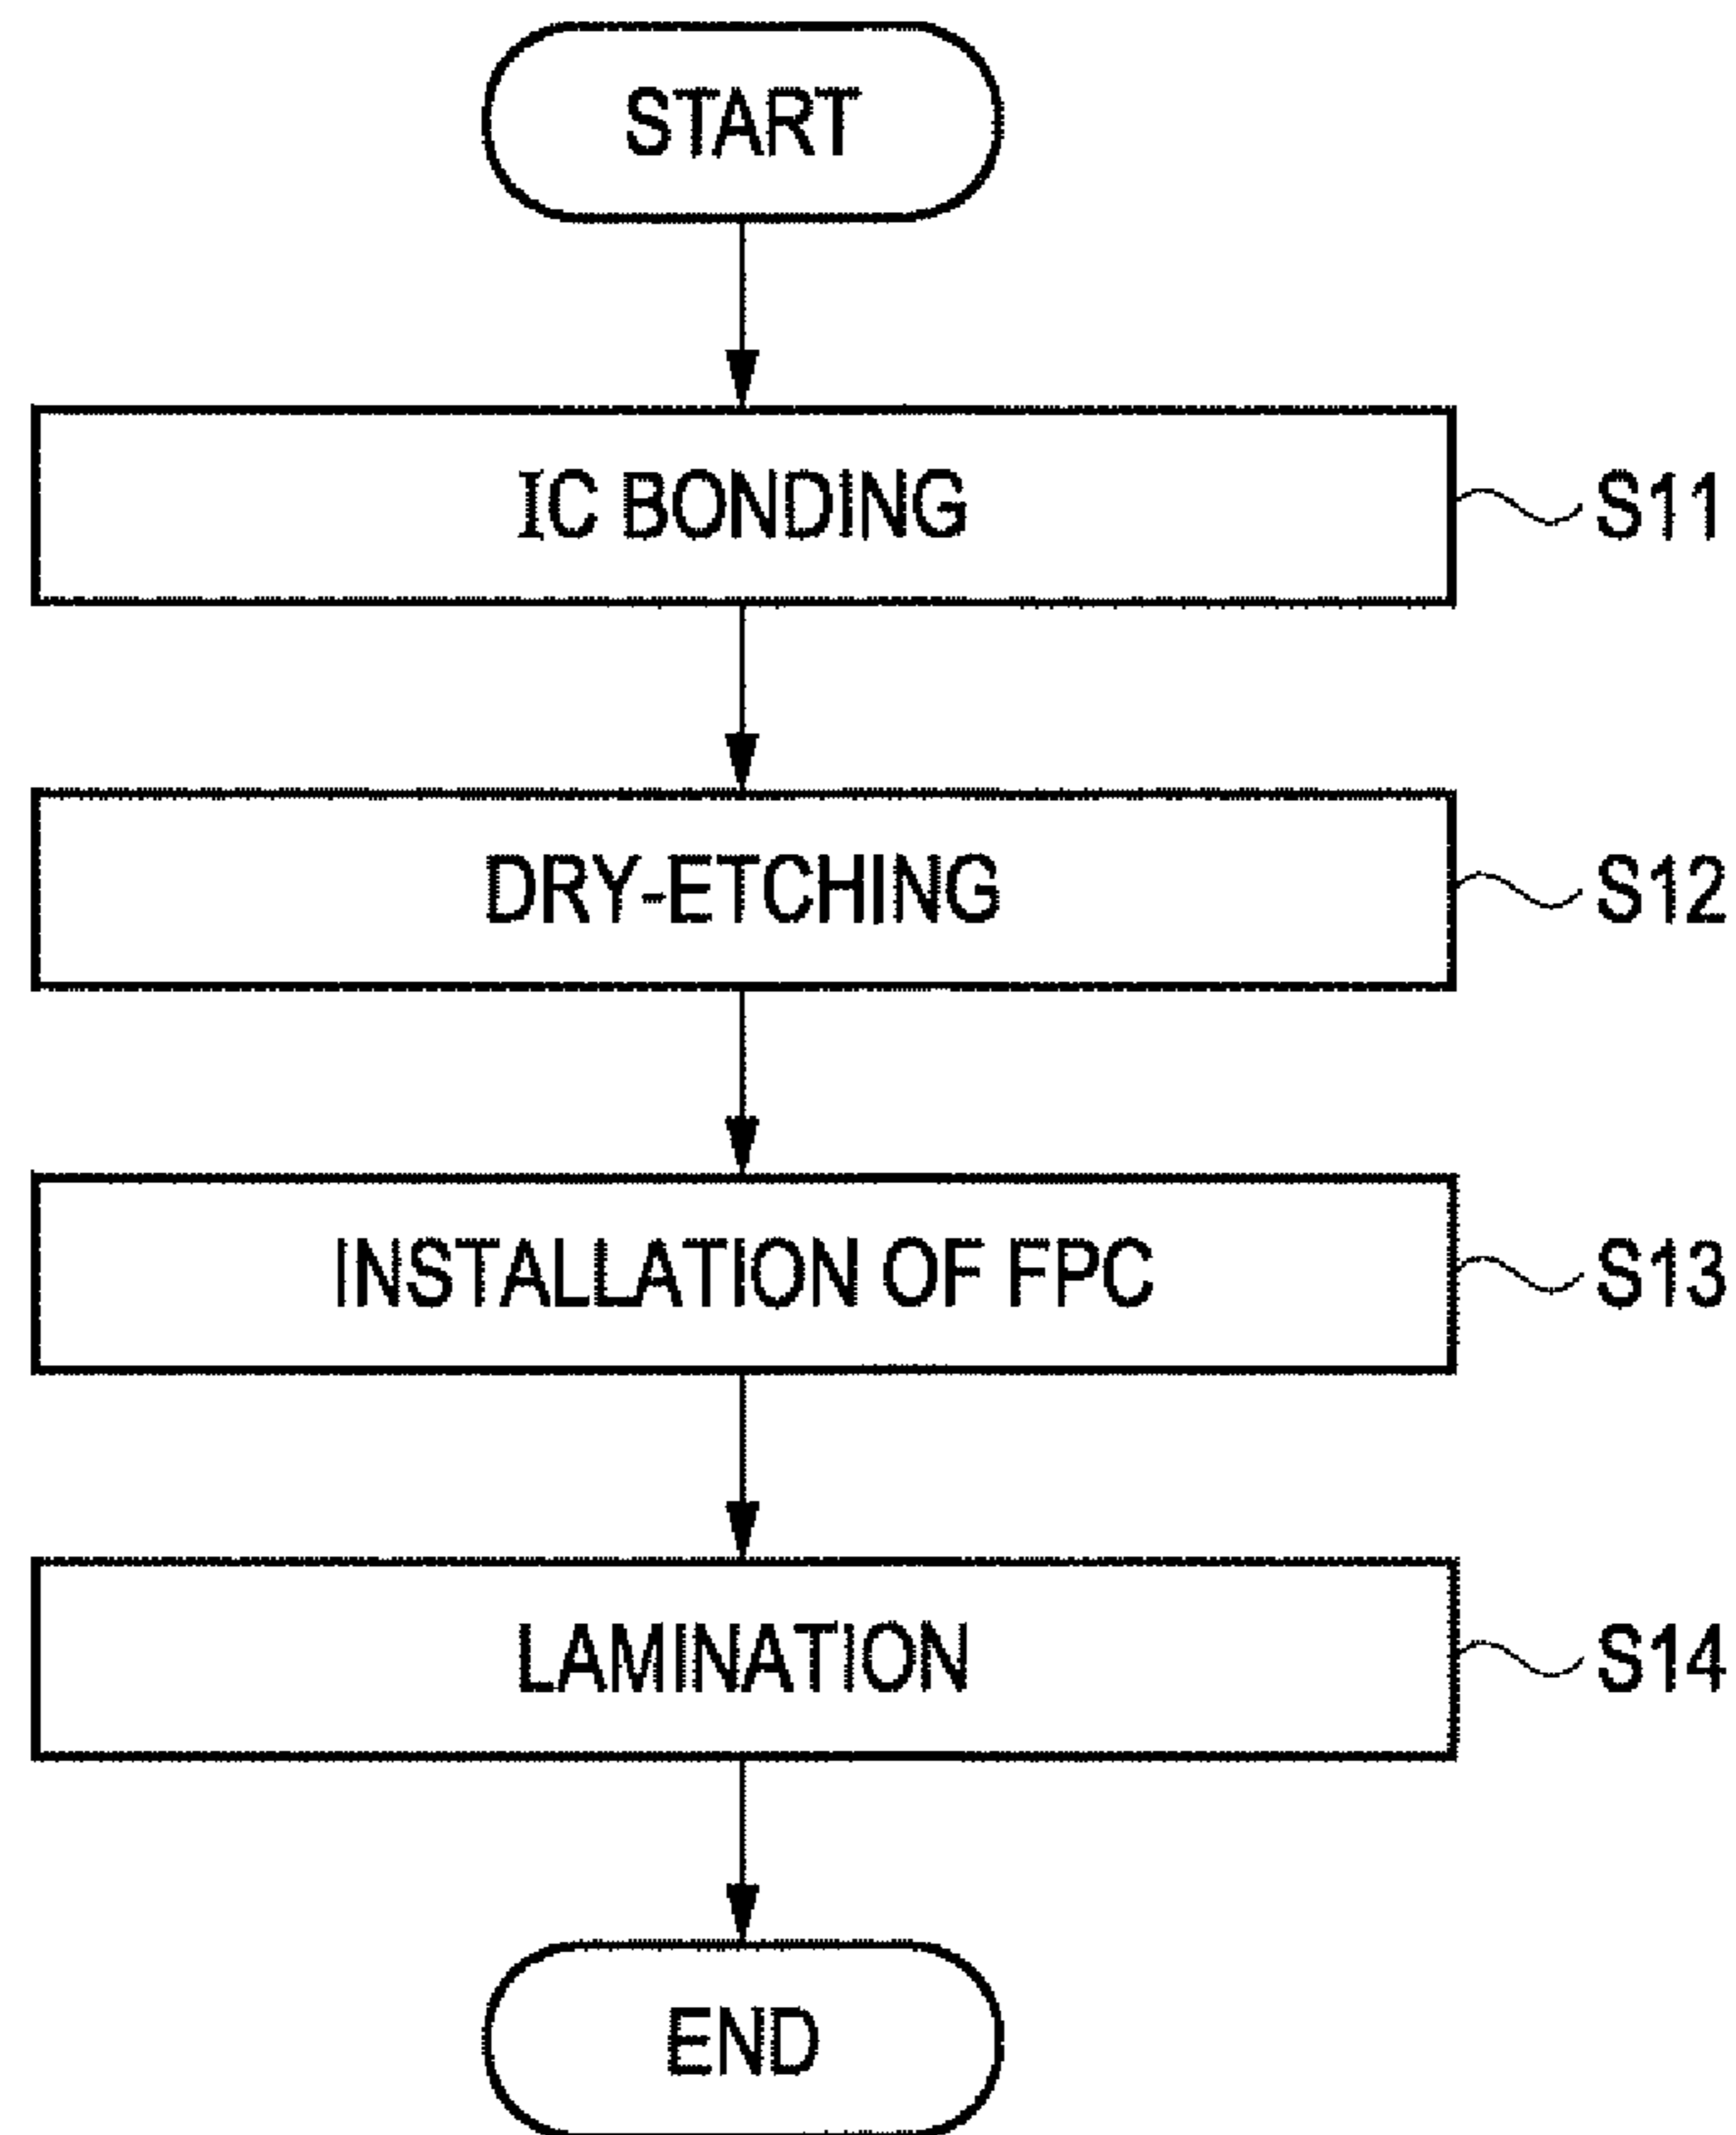 START
IC BONDING
S11
DRY-ETCHING
S12
INSTALLATION OF FPC
S13
LAMINATION
S14
END